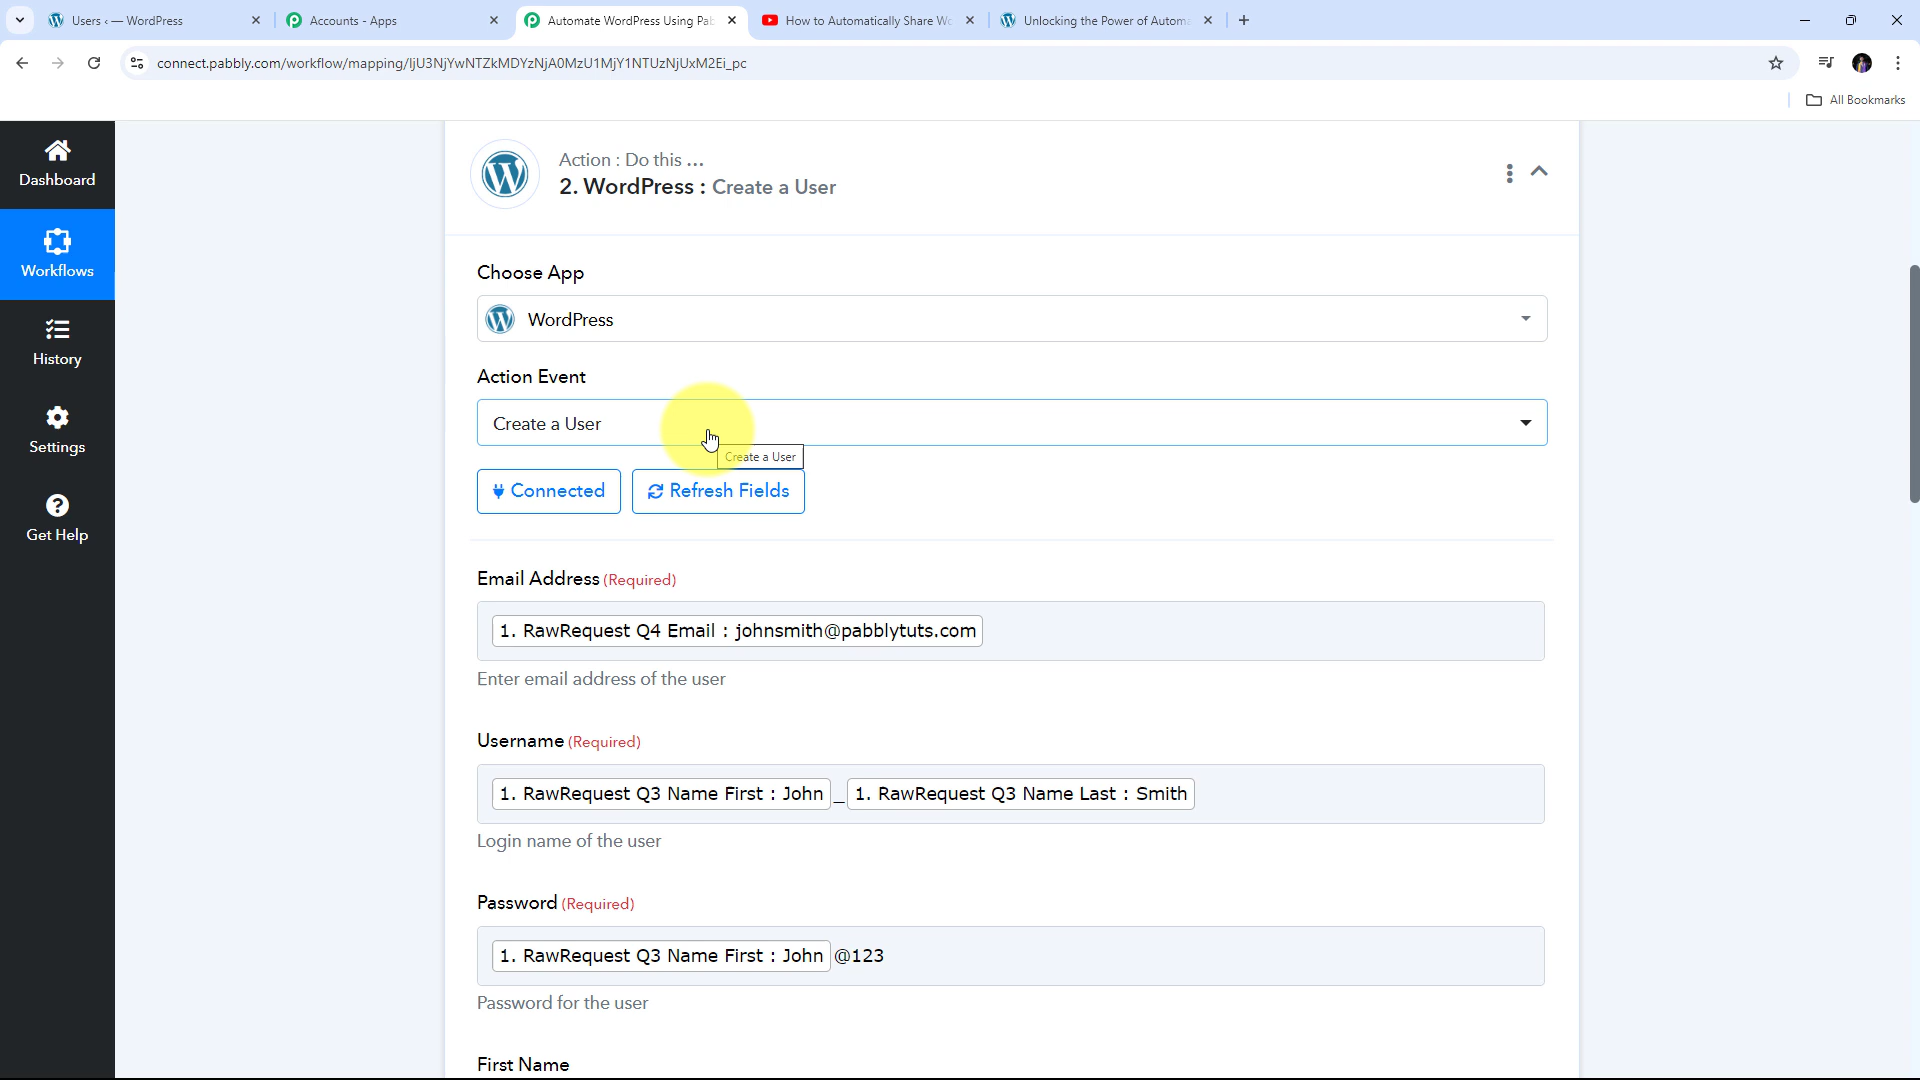 Users ‹ — WordPress
Accounts - Apps
Automate WordPress Using Pab
How to Automatically Share Wo
Unlocking the Power of Automa
connect.pabbly.com/workflow/mapping/IjU3NjYwNTZkMDYzNjA0MzU1MjY1NTUzNjUxM2Ei_pc
All Bookmarks
Dashboard
Workflows
History
Settings
Get Help
Action : Do this ...
2. WordPress : Create a User
Choose App
WordPress
Action Event
Create a User
Create a User
Connected
Refresh Fields
Email Address (Required)
1. RawRequest Q4 Email : johnsmith@pabblytuts.com
Enter email address of the user
Username (Required)
1. RawRequest Q3 Name First : John _ 1. RawRequest Q3 Name Last : Smith
Login name of the user
Password (Required)
1. RawRequest Q3 Name First : John @123
Password for the user
First Name